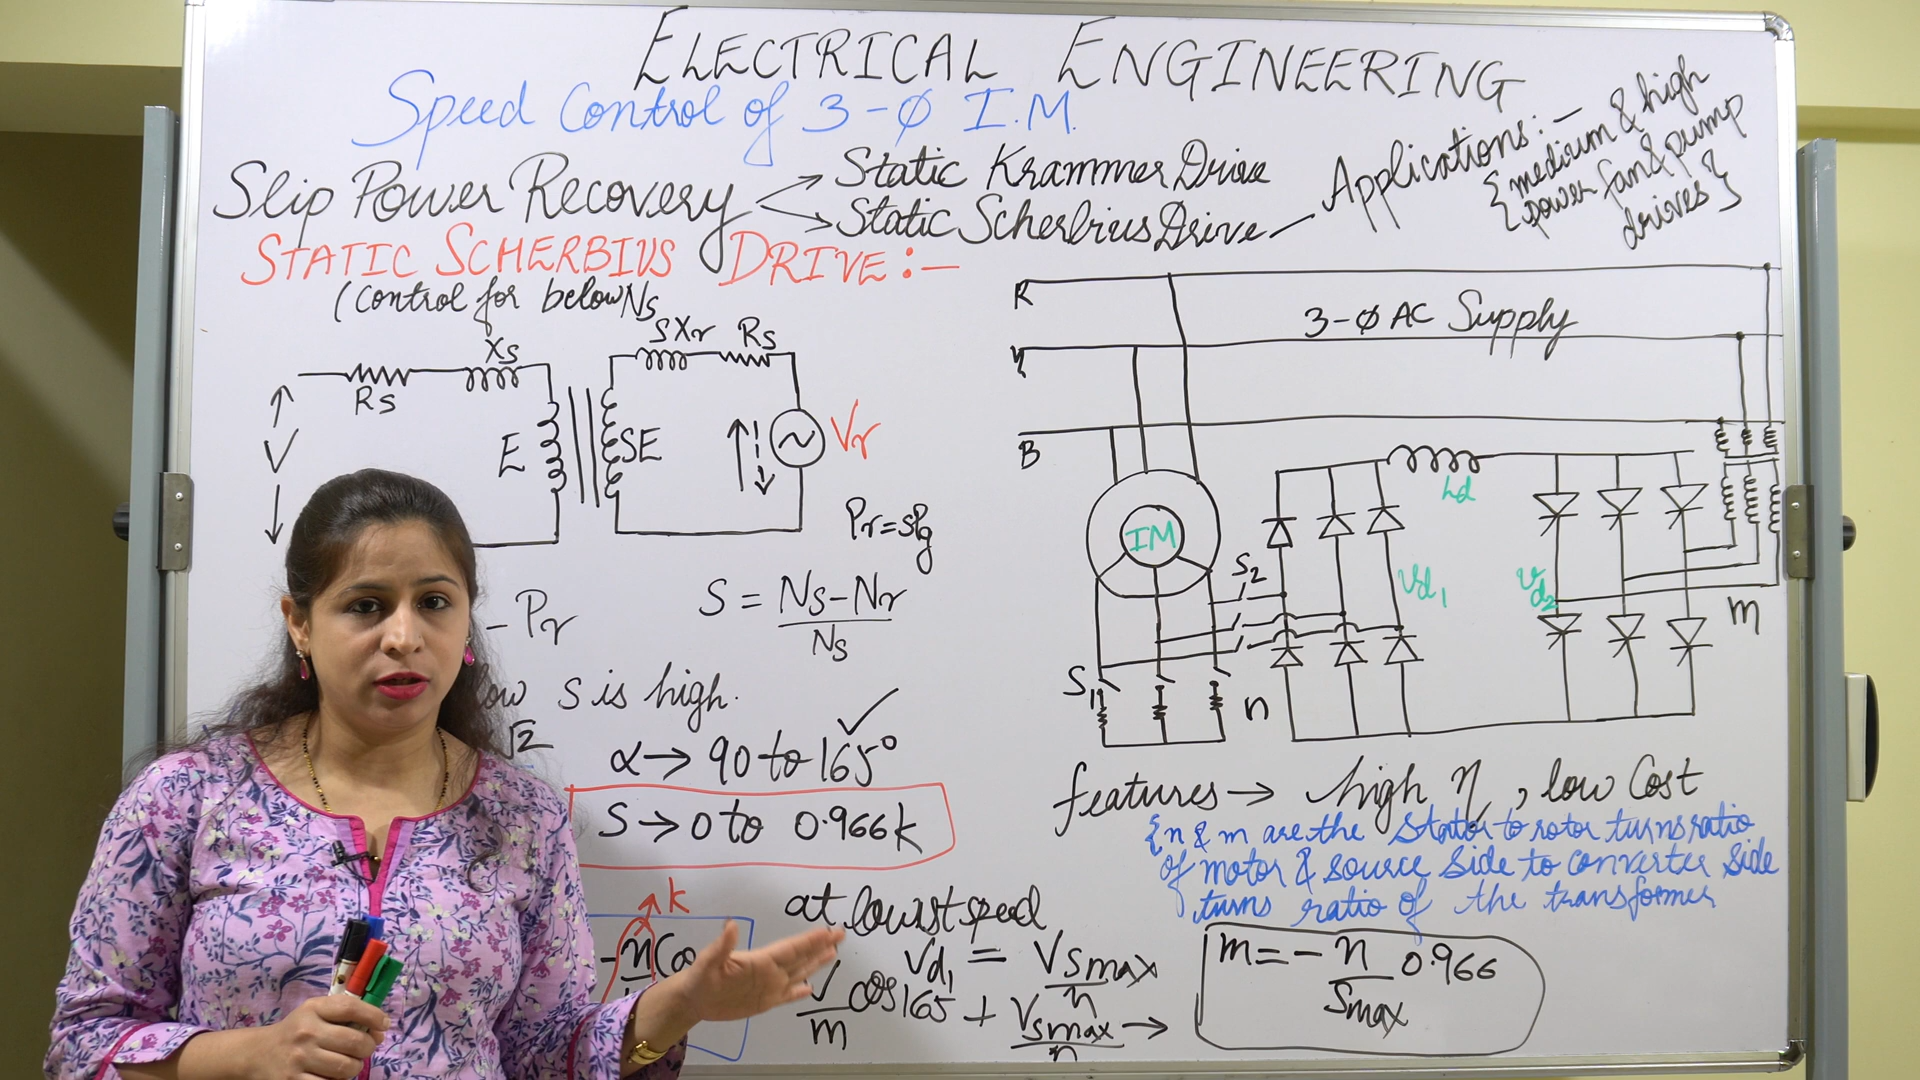 ELECTRICAL ENGINEERING
Speed Control of 3-Ø I.M.
Slip Power Recovery
Static Krammer Drive
Static Scherbius Drive
Applications:-
{medium & high
power fan & pump
drives}
STATIC SCHERBIUS DRIVE:-
(Control for below Ns
Xs
Rs
V
E
SE
sXr
Rs
Vr
Pr=sPg
- Pr
S = Ns-Nr
Ns
ow S is high.
√2
α → 90 to 165°
S → 0 to 0.966k
k
-n Cos
at lowest speed
Vd1 = Vsmax
n
V cos165 + Vsmax →
m
n
R
Y
B
3-Ø AC Supply
IM
Ld
S2
Vd1
Vd2
m
S1
n
features → high η, low Cost
{n & m are the Stator to rotor turns ratio
of motor & source Side to converter Side
turns ratio of the transformer
m = - n 0.966
Smax